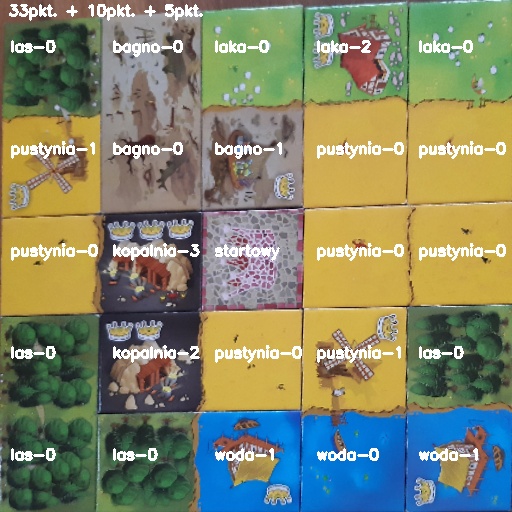 33pkt. + 10pkt. + 5pkt.
las-0 bagno-0 laka-0 laka-2 laka-0
pustynia-1 bagno-0 bagno-1 pustynia-0 pustynia-0
pustynia-0 kopalnia-3 startowy pustynia-0 pustynia-0
las-0 kopalnia-2 pustynia-0 pustynia-1 las-0
las-0 las-0 woda-1 woda-0 woda-1